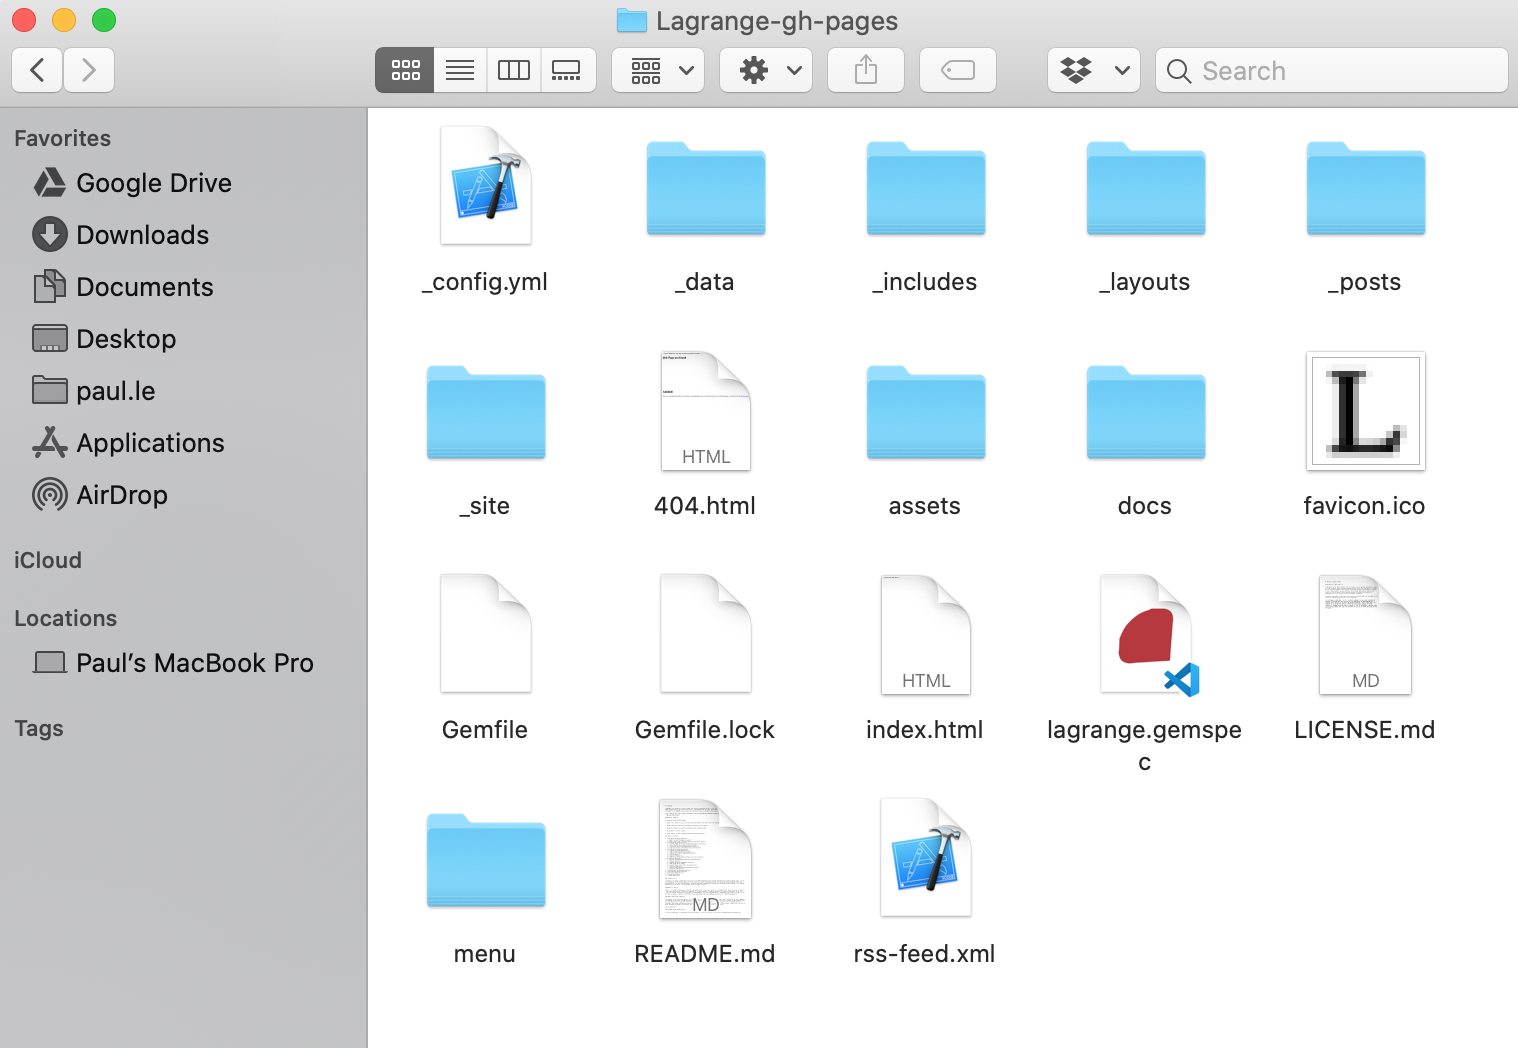 Lagrange-gh-pages
Search
Favorites
Google Drive
Downloads
Documents
Desktop
paul.le
Applications
AirDrop
iCloud
Locations
Paul’s MacBook Pro
Tags
_config.yml
_data
_includes
_layouts
_posts
_site
HTML
404.html
assets
docs
L
favicon.ico
Gemfile
Gemfile.lock
HTML
index.html
lagrange.gemspe
c
MD
LICENSE.md
menu
MD
README.md
rss-feed.xml